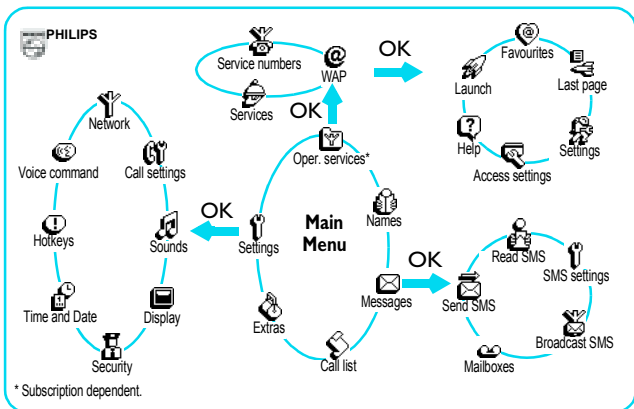 PHILIPS
Service numbers
WAP
Services
OK
Favourites
Launch
Last page
Help
Settings
Access settings
OK
Oper. services*
Network
Voice command
Call settings
Hotkeys
Sounds
Time and Date
Display
Security
OK
Settings
Main
Menu
Names
Extras
Messages
Call list
OK
Read SMS
SMS settings
Send SMS
Broadcast SMS
Mailboxes
* Subscription dependent.